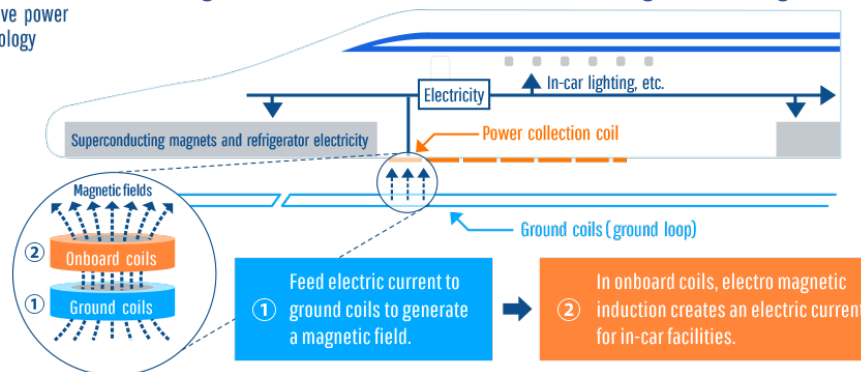 ve power
ology
Electricity
In-car lighting, etc.
Superconducting magnets and refrigerator electricity
Power collection coil
Magnetic fields
② Onboard coils
① Ground coils
Ground coils (ground loop)
① Feed electric current to
ground coils to generate
a magnetic field.
② In onboard coils, electro magnetic
induction creates an electric current
for in-car facilities.